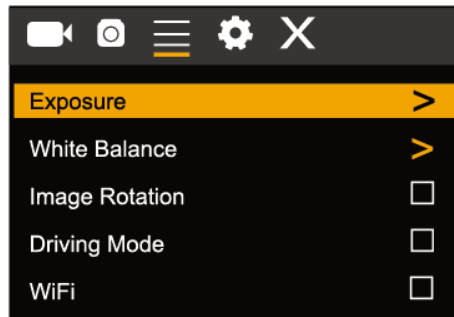 Exposure >
White Balance >
Image Rotation
Driving Mode
WiFi